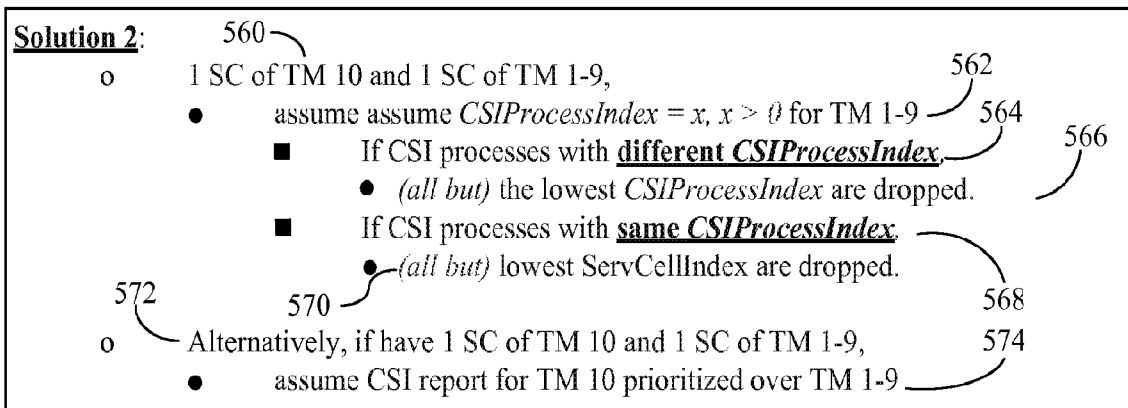 Solution 2: 560
o 1 SC of TM 10 and 1 SC of TM 1-9, 562
● assume assume CSIProcessIndex = x, x > 0 for TM 1-9 564
■ If CSI processes with different CSIProcessIndex, 566
● (all but) the lowest CSIProcessIndex are dropped.
■ If CSI processes with same CSIProcessIndex,
● (all but) lowest ServCellIndex are dropped.
572 570 568
o Alternatively, if have 1 SC of TM 10 and 1 SC of TM 1-9, 574
● assume CSI report for TM 10 prioritized over TM 1-9